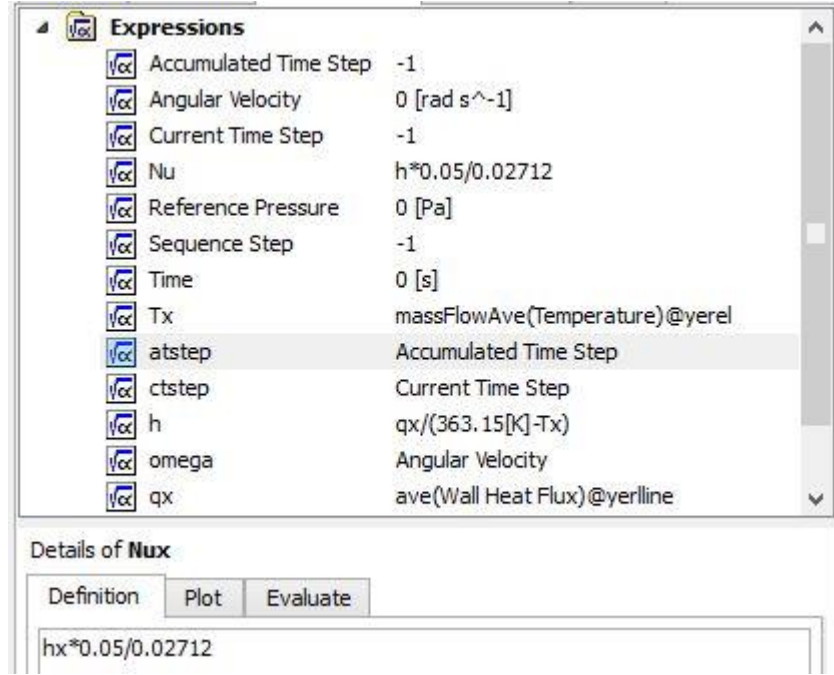 Expressions
Accumulated Time Step -1
Angular Velocity 0 [rad s^-1]
Current Time Step -1
Nu h*0.05/0.02712
Reference Pressure 0 [Pa]
Sequence Step -1
Time 0 [s]
Tx massFlowAve(Temperature)@yerel
atstep Accumulated Time Step
ctstep Current Time Step
h qx/(363.15[K]-Tx)
omega Angular Velocity
qx ave(Wall Heat Flux)@yerlline
Details of Nux
Definition Plot Evaluate
hx*0.05/0.02712